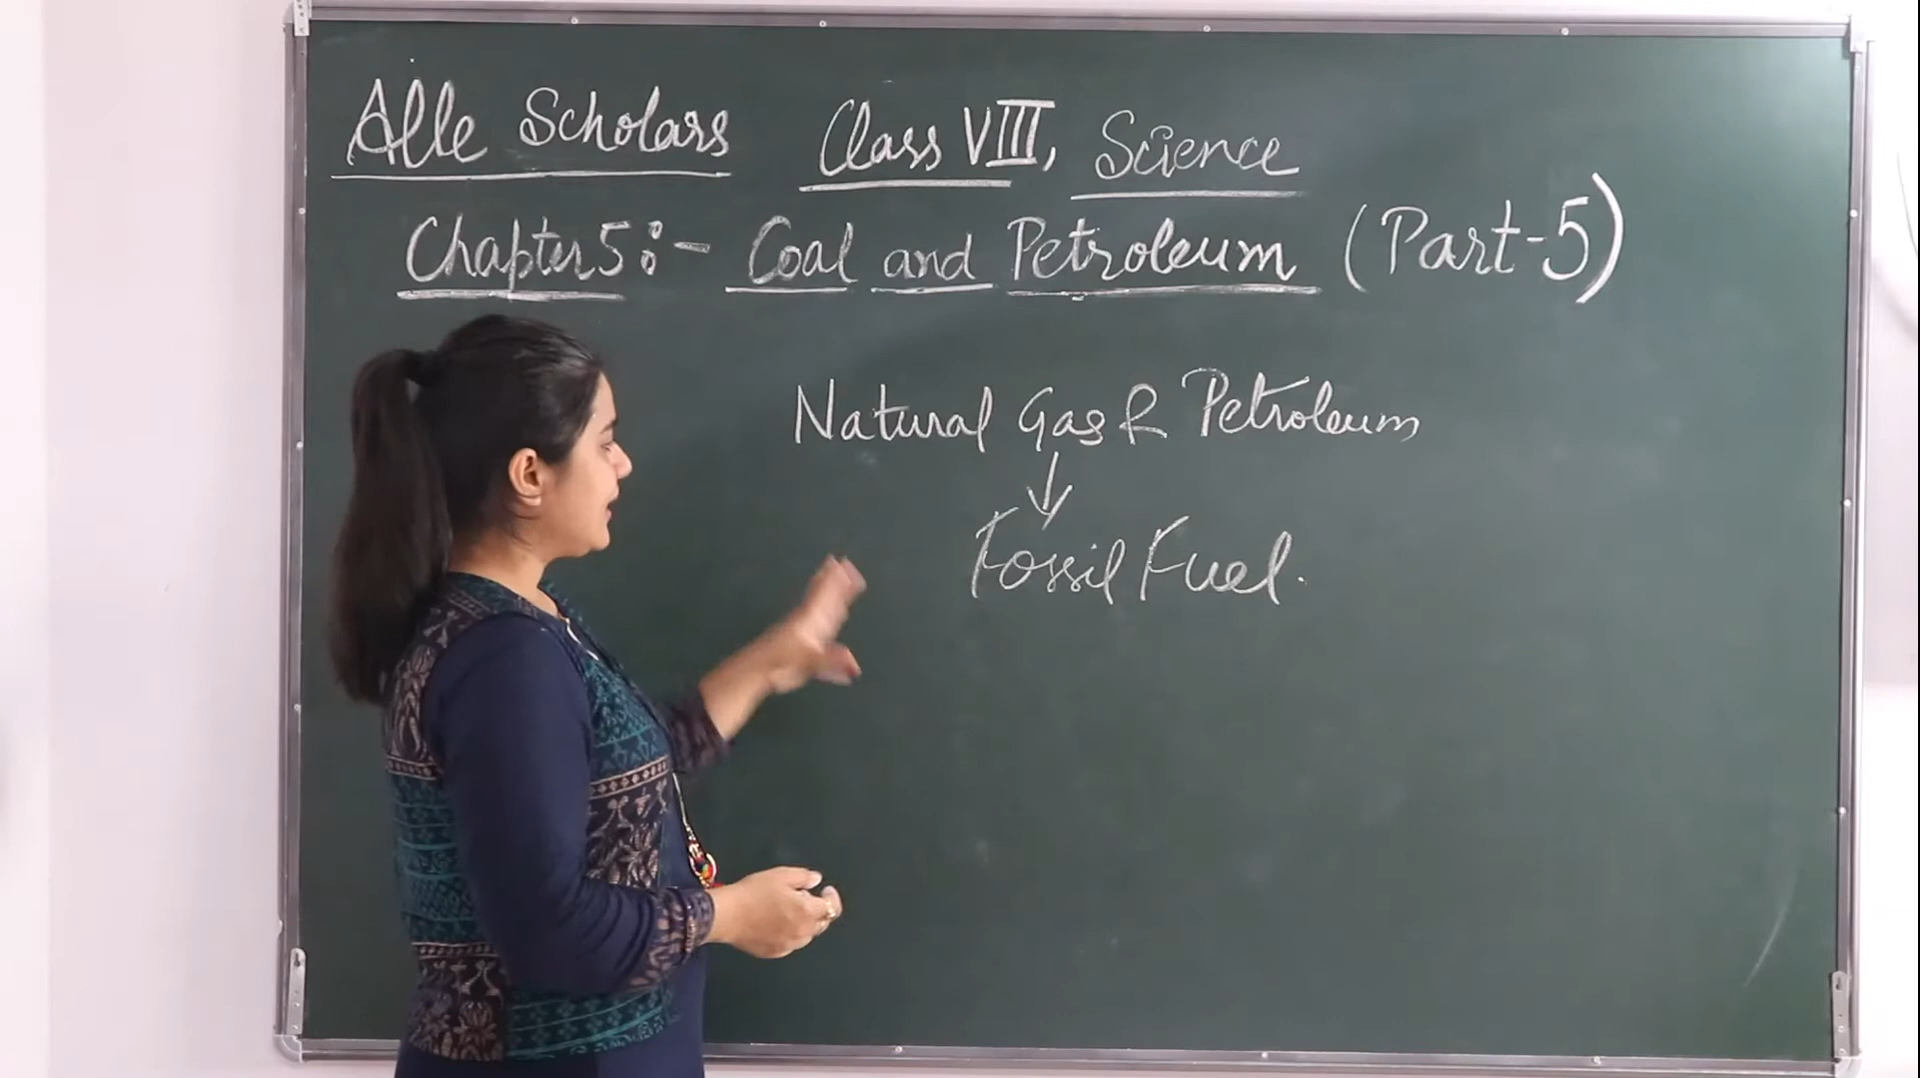 Alle Scholars Class VIII, Science
Chapter 5:- Coal and Petroleum (Part-5)
Natural Gas & Petroleum
↓
Fossil Fuel.